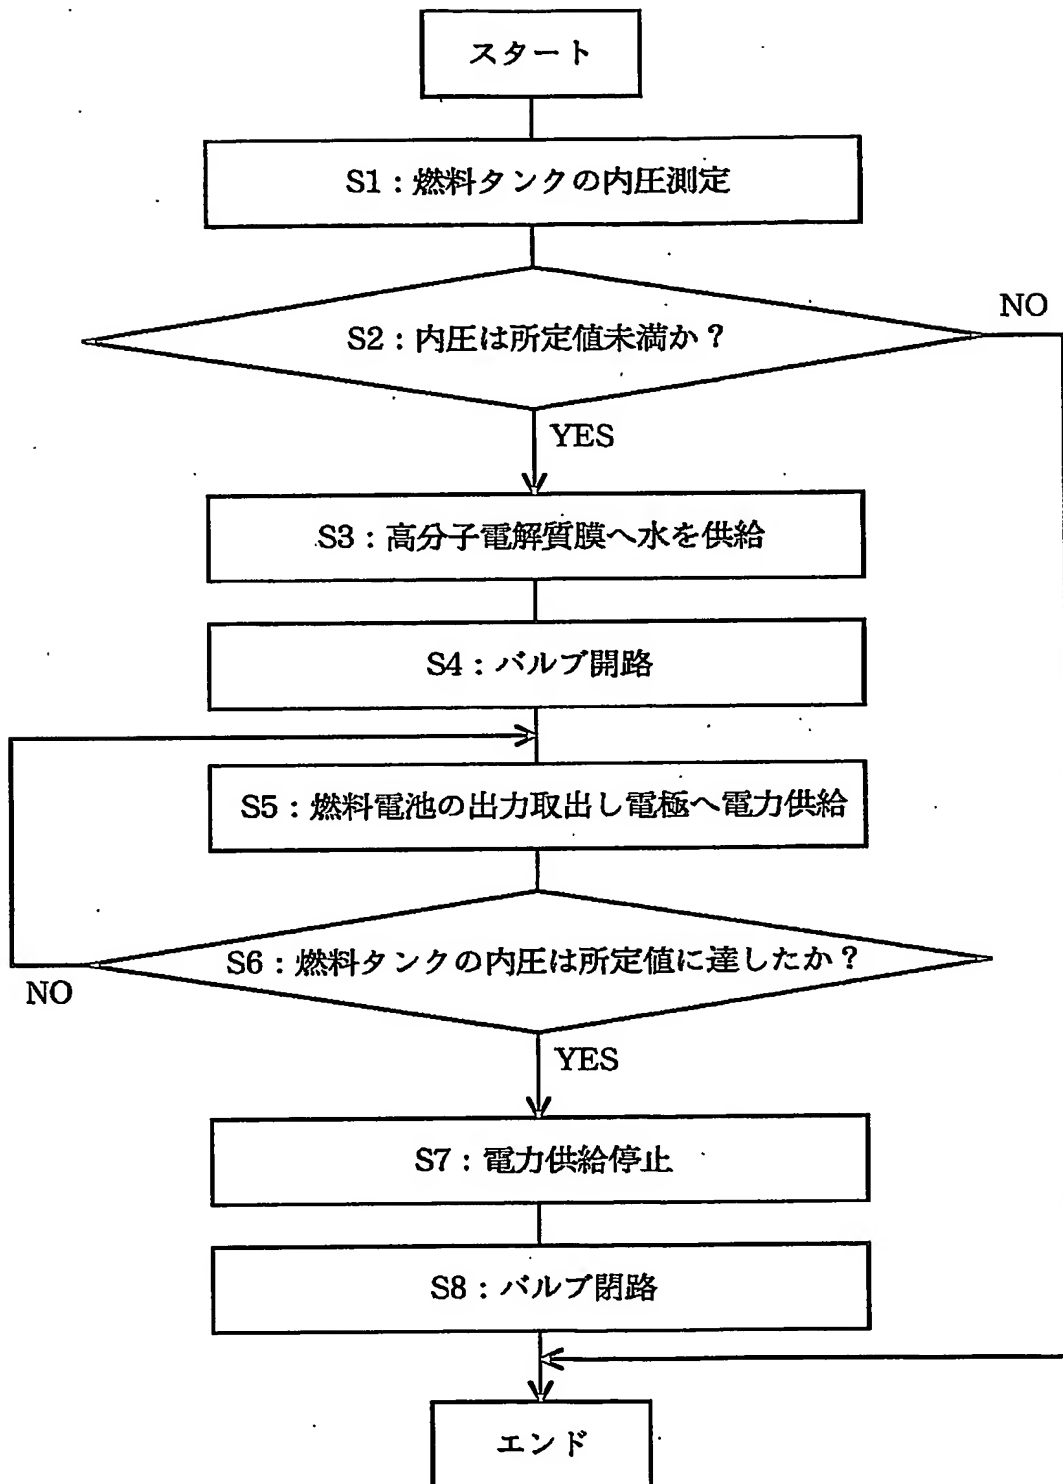 スタート
S1：燃料タンクの内圧測定
NO
S2：内圧は所定値未満か？
YES
S3：高分子電解質膜へ水を供給
S4：バルブ開路
S5：燃料電池の出力取出し電極へ電力供給
S6：燃料タンクの内圧は所定値に達したか？
NO
YES
S7：電力供給停止
S8：バルブ閉路
エンド